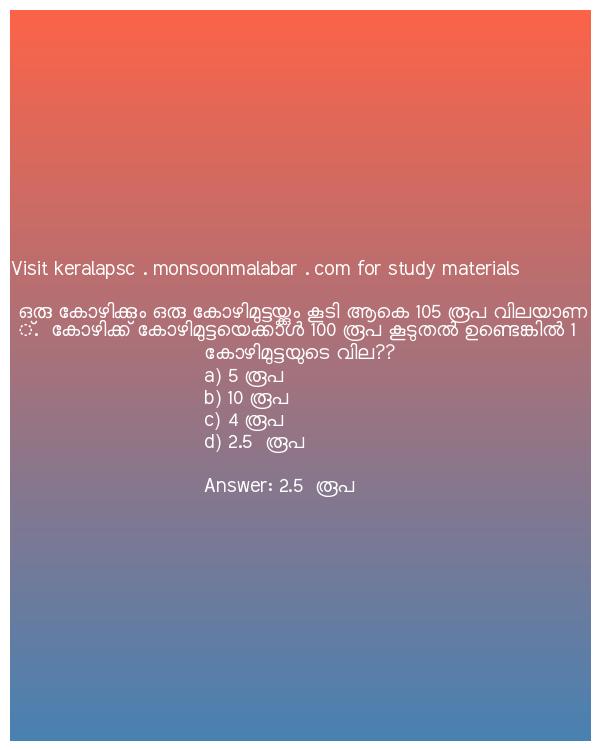 Visit keralapsc . monsoonmalabar . com for study materials
ഒരു കോഴിക്കും ഒരു കോഴിമുട്ടയ്ക്കും കൂടി ആകെ 105 രൂപ വിലയാണ
്. കോഴിക്ക് കോഴിമുട്ടയെക്കാൾ 100 രൂപ കൂടുതൽ ഉണ്ടെങ്കിൽ 1
കോഴിമുട്ടയുടെ വില??
a) 5 രൂപ
b) 10 രൂപ
c) 4 രൂപ
d) 2.5 രൂപ
Answer: 2.5 രൂപ